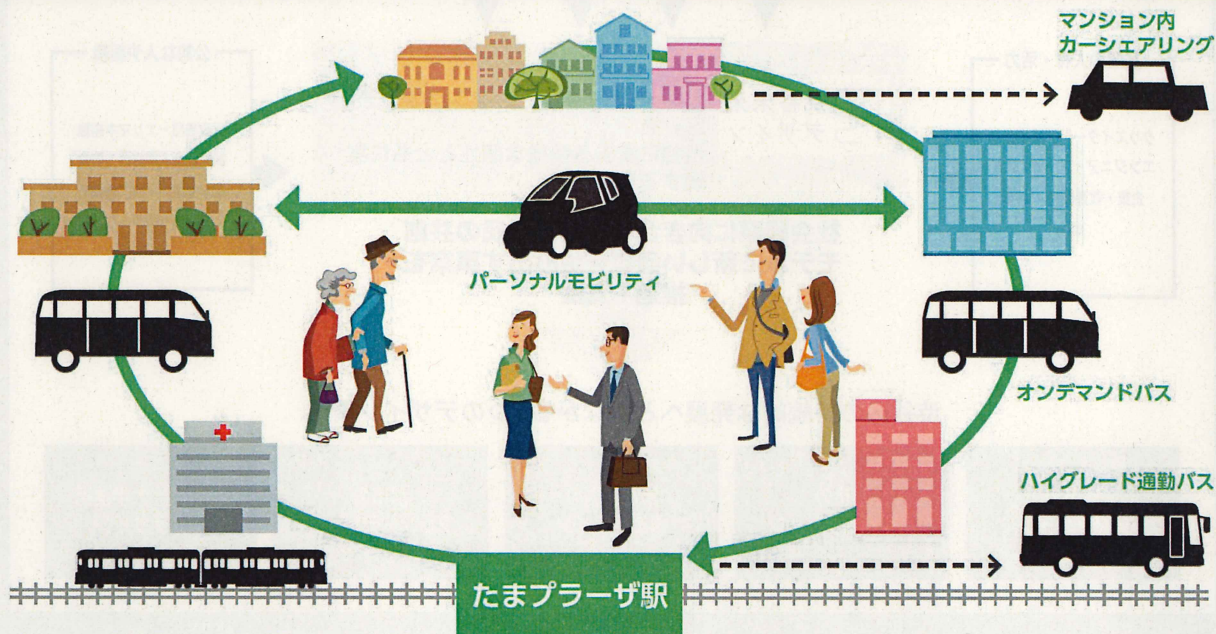 マンション内
カーシェアリング
パーソナルモビリティ
オンデマンドバス
ハイグレード通勤バス
たまプラーザ駅